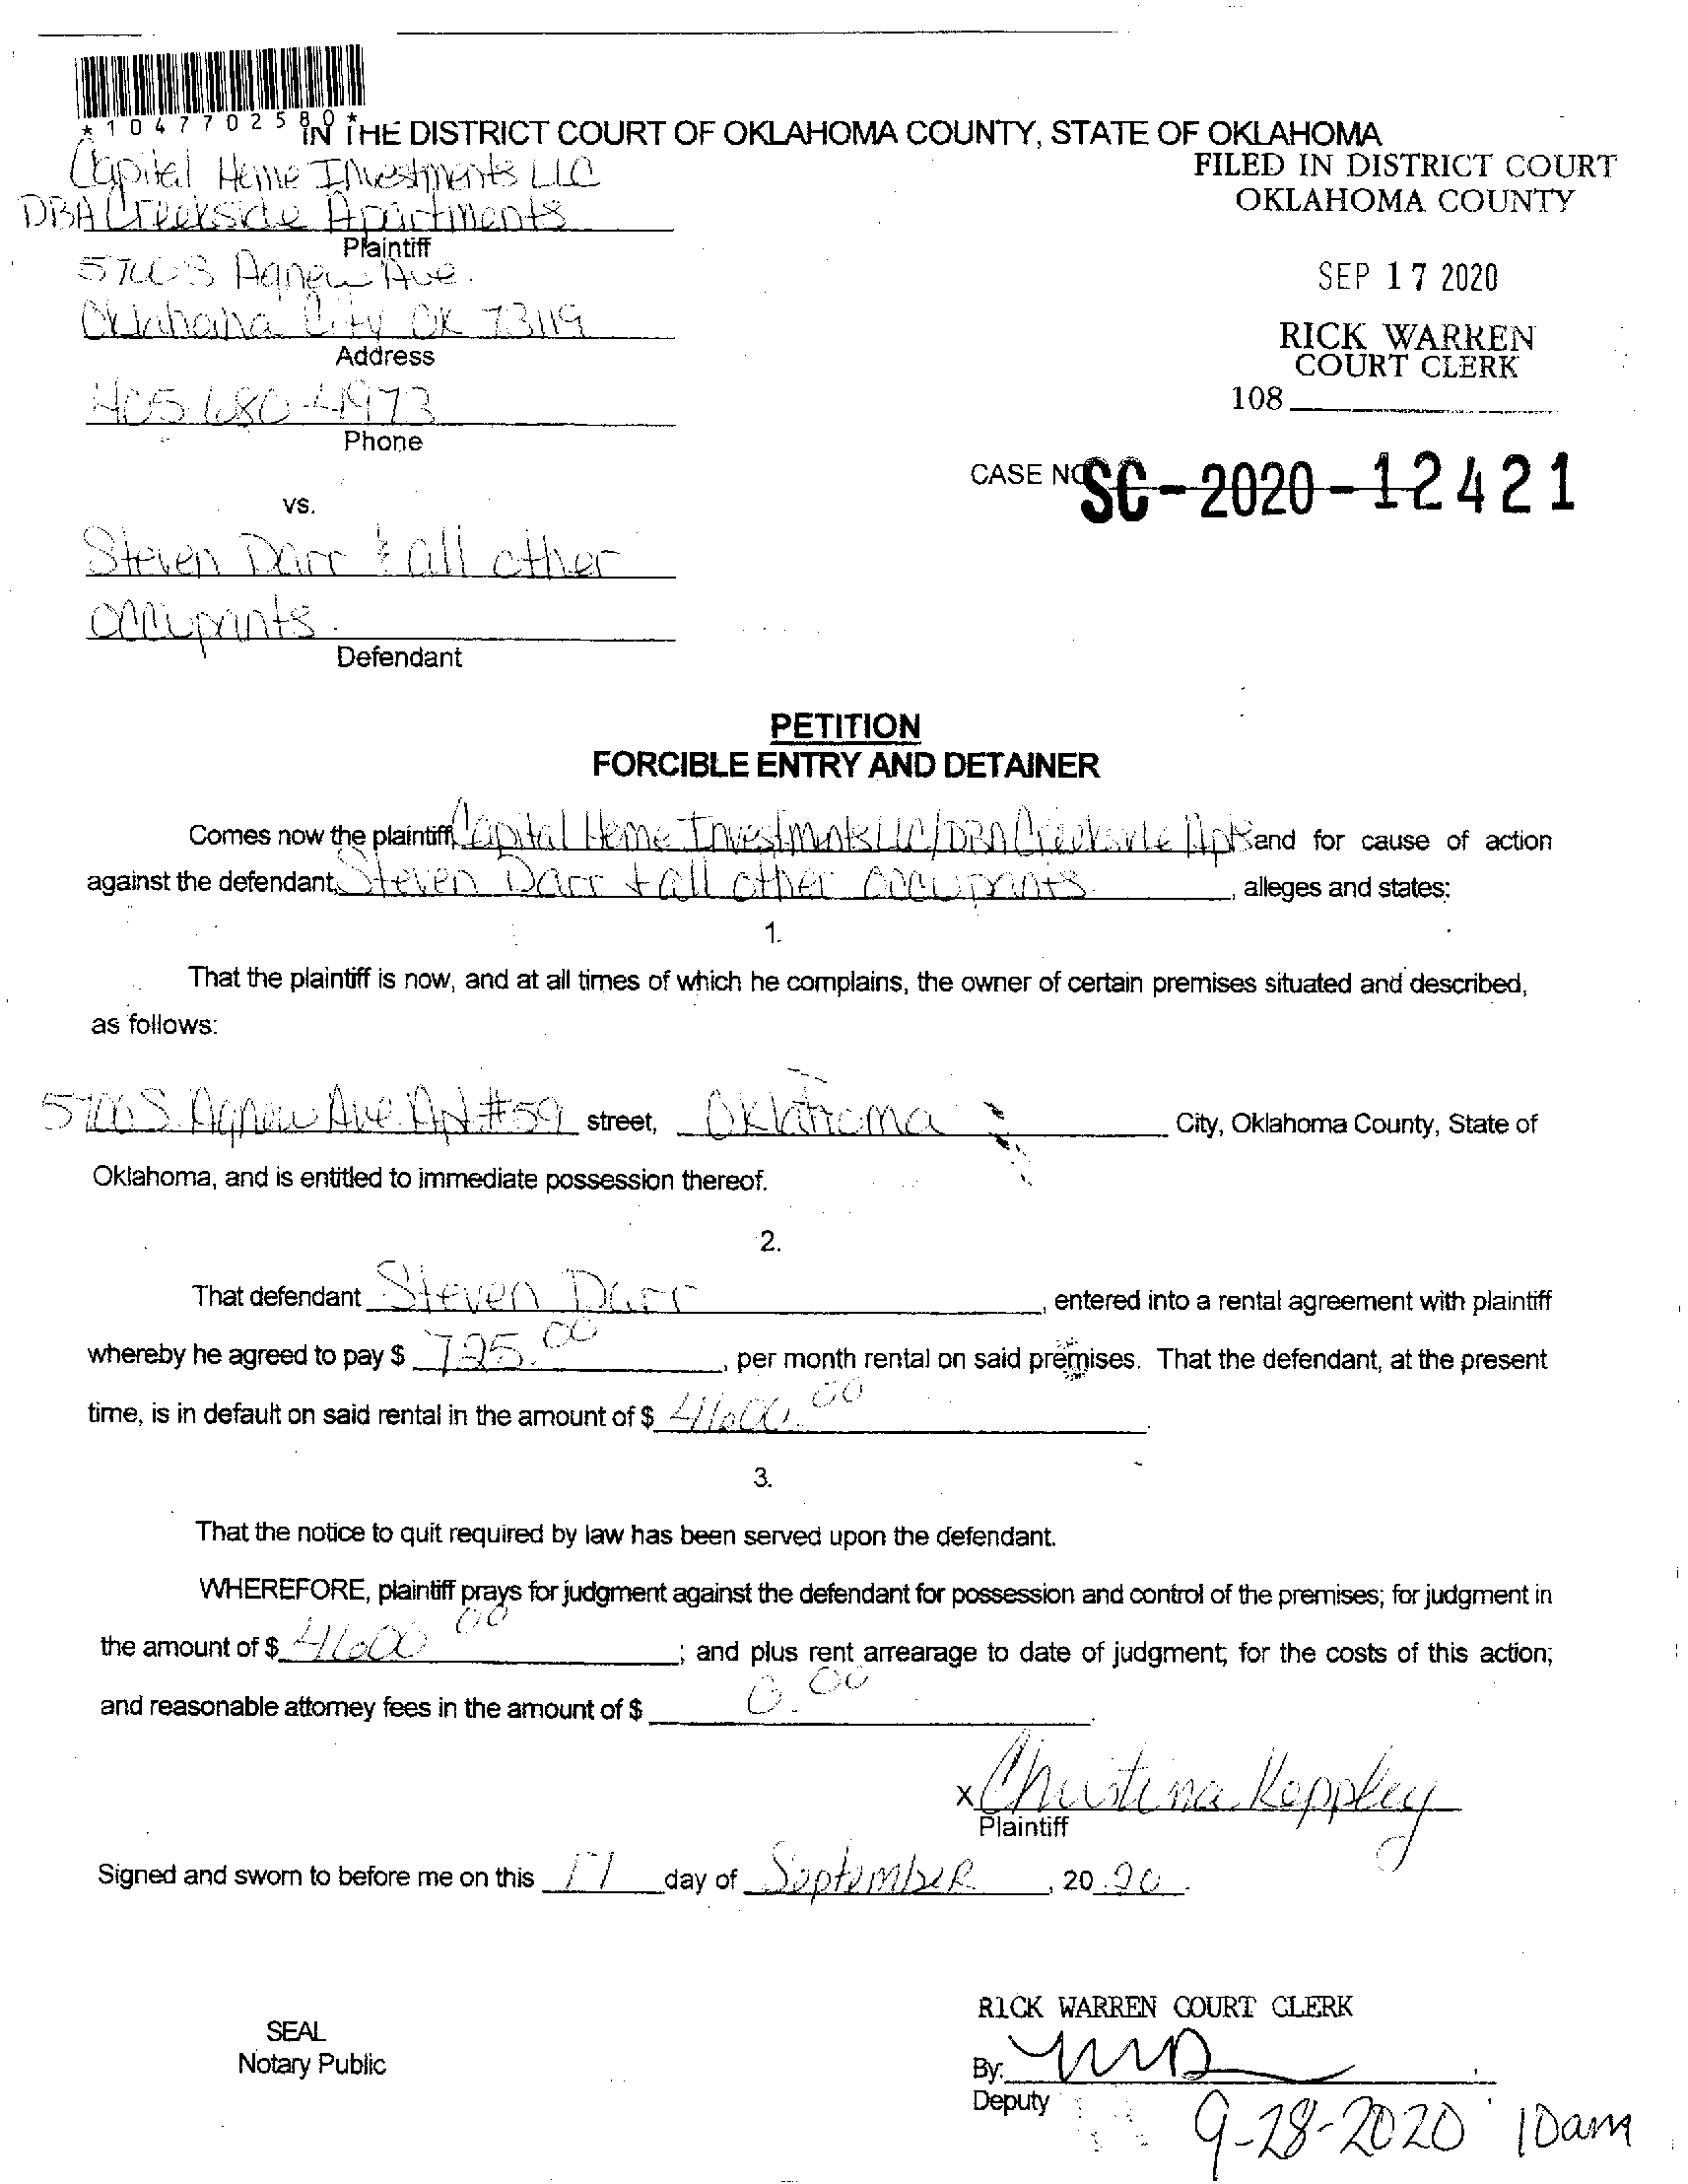 *1047702580*
IN THE DISTRICT COURT OF OKLAHOMA COUNTY, STATE OF OKLAHOMA
Capital Home Investments LLC
DBA Creekside Apartments
Plaintiff
FILED IN DISTRICT COURT
OKLAHOMA COUNTY
5700 S Agnew Ave.
SEP 17 2020
Oklahoma City OK 73119
Address
RICK WARREN
COURT CLERK
405 680-4973
Phone
108
CASE NO SC-2020-12421
vs.
Steven Darr & all other
occupants.
Defendant
PETITION
FORCIBLE ENTRY AND DETAINER
Comes now the plaintiff, Capital Home Investments LLC/DBA Creekside Apts and for cause of action
against the defendant, Steven Darr + all other occupants. , alleges and states:
1.
That the plaintiff is now, and at all times of which he complains, the owner of certain premises situated and described,
as follows:
S. Agnew Ave. Apt #59 street, Oklahoma City, Oklahoma County, State of
Oklahoma, and is entitled to immediate possession thereof.
2.
That defendant Steven Darr , entered into a rental agreement with plaintiff
whereby he agreed to pay $ 725.00 , per month rental on said premises. That the defendant, at the present
time, is in default on said rental in the amount of $
3.
That the notice to quit required by law has been served upon the defendant.
WHEREFORE, plaintiff prays for judgment against the defendant for possession and control of the premises; for judgment in
the amount of $ ; and plus rent arrearage to date of judgment; for the costs of this action;
and reasonable attorney fees in the amount of $ 0.00
x Christina Keppley
Plaintiff
Signed and sworn to before me on this 17 day of September , 20 20 .
RICK WARREN COURT CLERK
SEAL
Notary Public
By:
Deputy
9-28-2020 10am